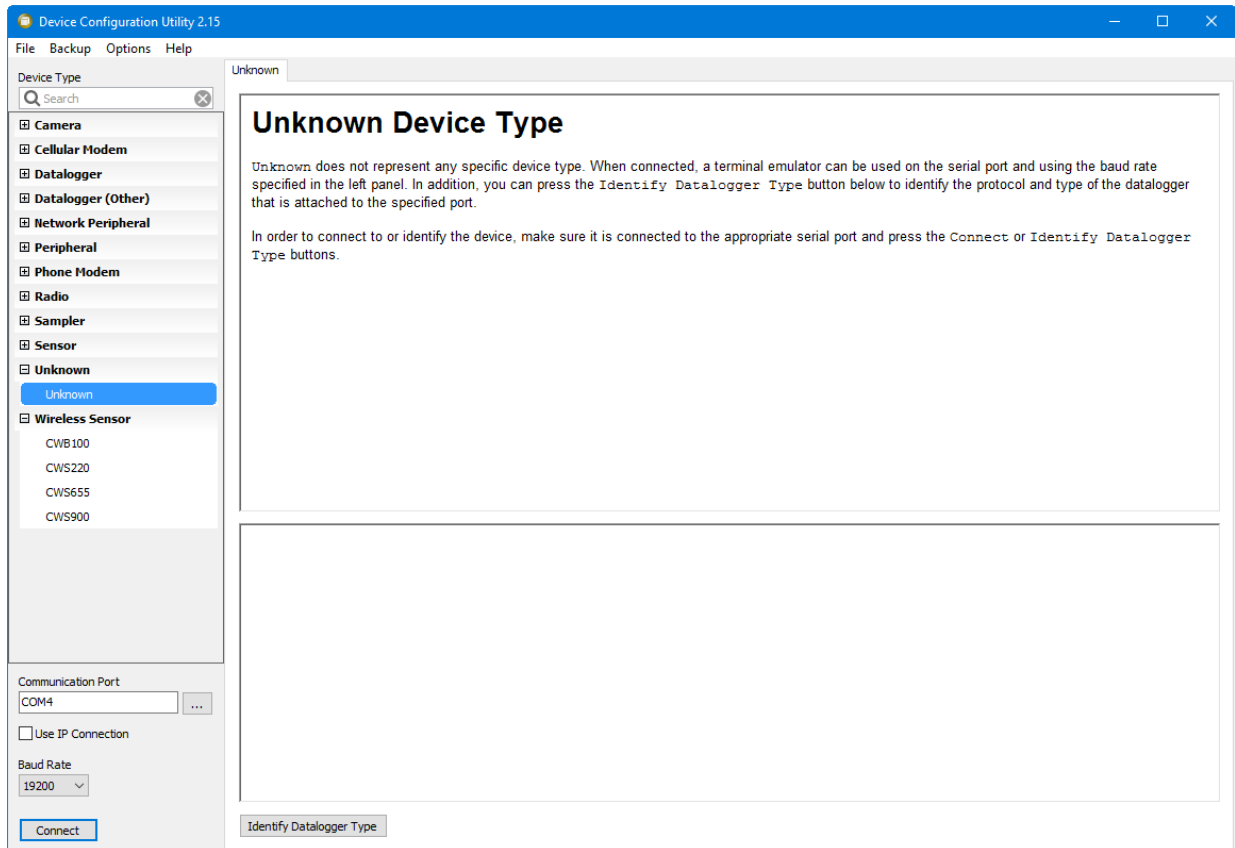 Device Configuration Utility 2.15
File Backup Options Help
Device Type
Search
Camera
Cellular Modem
Datalogger
Datalogger (Other)
Network Peripheral
Peripheral
Phone Modem
Radio
Sampler
Sensor
Unknown
Unknown
Wireless Sensor
CWB100
CWS220
CWS655
CWS900
Communication Port
COM4
...
Use IP Connection
Baud Rate
19200
Connect
Unknown
Unknown Device Type
Unknown does not represent any specific device type. When connected, a terminal emulator can be used on the serial port and using the baud rate
specified in the left panel. In addition, you can press the Identify Datalogger Type button below to identify the protocol and type of the datalogger
that is attached to the specified port.
In order to connect to or identify the device, make sure it is connected to the appropriate serial port and press the Connect or Identify Datalogger
Type buttons.
Identify Datalogger Type